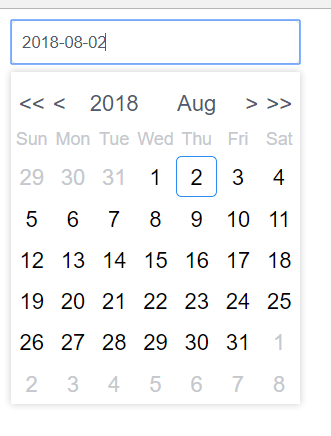 2018-08-02
<< < 2018 Aug > >>
Sun Mon Tue Wed Thu Fri Sat
29 30 31 1 2 3 4
5 6 7 8 9 10 11
12 13 14 15 16 17 18
19 20 21 22 23 24 25
26 27 28 29 30 31 1
2 3 4 5 6 7 8